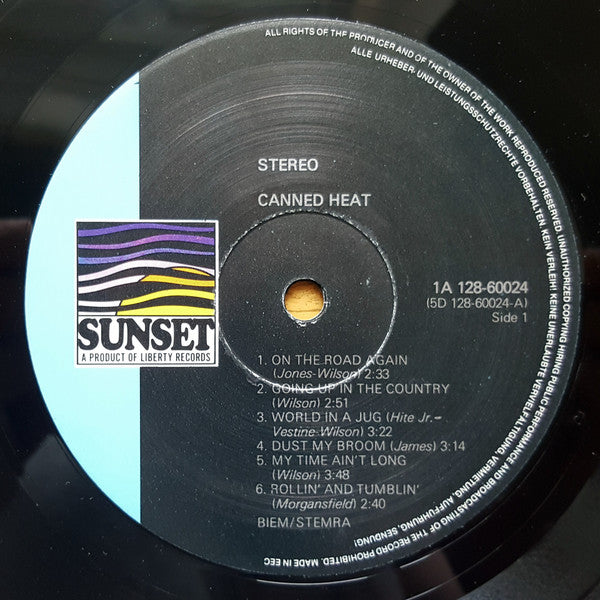 ALL RIGHTS OF THE PRODUCER AND OF THE OWNER OF THE WORK REPRODUCED RESERVED. UNAUTHORIZED COPYING HIRING PUBLIC PERFORMANCE AND BROADCASTING OF THE RECORD PROHIBITED. MADE IN EEC
ALLE URHEBER- UND LEISTUNGSSCHUTZRECHTE VORBEHALTEN. KEIN VERLEIH! KEINE UNERLAUBTE VERVIELFÄLTIGUNG, VERMIETUNG, AUFFÜHRUNG, SENDUNG!
STEREO
CANNED HEAT
1A 128-60024
(5D 128-60024-A)
Side 1
SUNSET
A PRODUCT OF LIBERTY RECORDS
1. ON THE ROAD AGAIN
(Jones-Wilson) 2:33
2. GOING UP IN THE COUNTRY
(Wilson) 2:51
3. WORLD IN A JUG (Hite Jr.-
Vestine-Wilson) 3:22
4. DUST MY BROOM (James) 3:14
5. MY TIME AIN'T LONG
(Wilson) 3:48
6. ROLLIN' AND TUMBLIN'
(Morgansfield) 2:40
BIEM/STEMRA